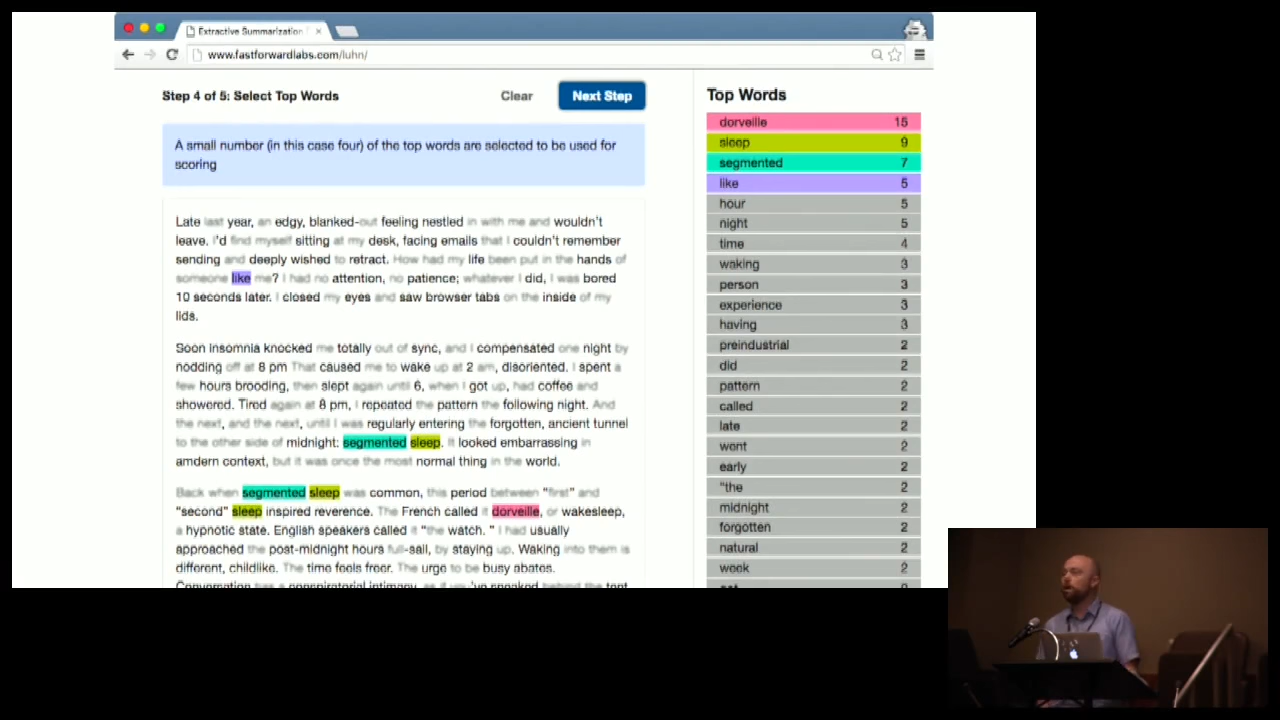 Extractive Summarization
www.fastforwardlabs.com/luhn/
Step 4 of 5: Select Top Words
Clear
Next Step
A small number (in this case four) of the top words are selected to be used for
scoring
Late last year, an edgy, blanked-out feeling nestled in with me and wouldn't
leave. I'd find myself sitting at my desk, facing emails that I couldn't remember
sending and deeply wished to retract. How had my life been put in the hands of
someone like me? I had no attention, no patience; whatever I did, I was bored
10 seconds later. I closed my eyes and saw browser tabs on the inside of my
lids.
Soon insomnia knocked me totally out of sync, and I compensated one night by
nodding off at 8 pm That caused me to wake up at 2 am, disoriented. I spent a
few hours brooding, then slept again until 6, when I got up, had coffee and
showered. Tired again at 8 pm, I repeated the pattern the following night. And
the next, and the next, until I was regularly entering the forgotten, ancient tunnel
to the other side of midnight: segmented sleep. It looked embarrassing in
amdern context, but it was once the most normal thing in the world.
Back when segmented sleep was common, this period between "first" and
"second" sleep inspired reverence. The French called it dorveille, or wakesleep,
a hypnotic state. English speakers called it "the watch. " I had usually
approached the post-midnight hours full-sail, by staying up. Waking into them is
different, childlike. The time feels freer. The urge to be busy abates.
Conversation has a conspiratorial intimacy, as if you've sneaked behind the tent
Top Words
dorveille 15
sleep 9
segmented 7
like 5
hour 5
night 5
time 4
waking 3
person 3
experience 3
having 3
preindustrial 2
did 2
pattern 2
called 2
late 2
went 2
early 2
"the 2
midnight 2
forgotten 2
natural 2
week 2